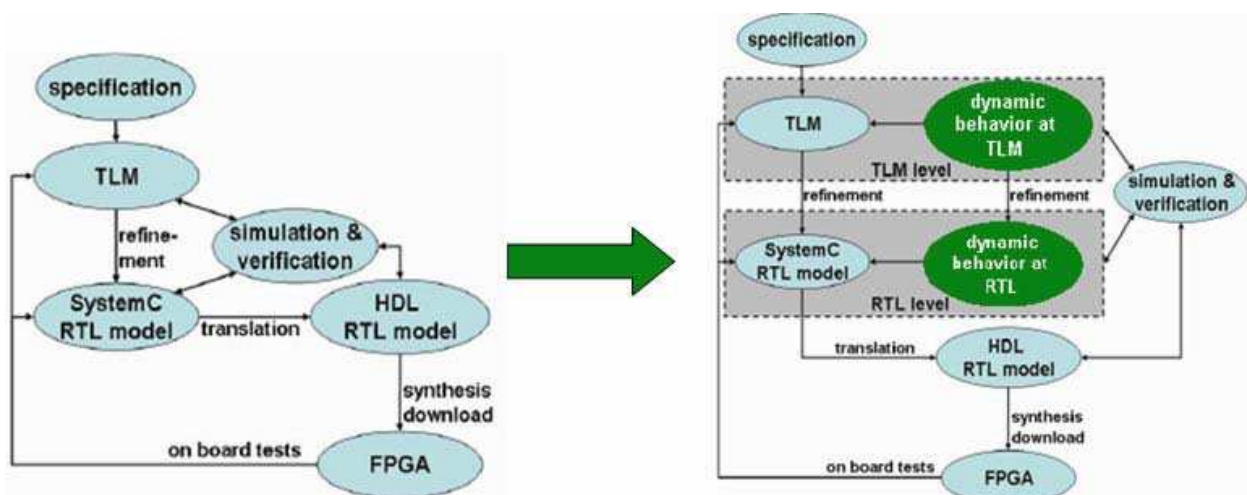 specification
TLM
refine-
ment
simulation &
verification
SystemC
RTL model
translation
HDL
RTL model
synthesis
download
on board tests
FPGA
specification
TLM
dynamic
behavior at
TLM
TLM level
refinement
refinement
simulation &
verification
SystemC
RTL model
dynamic
behavior at
RTL
RTL level
translation
HDL
RTL model
synthesis
download
on board tests
FPGA